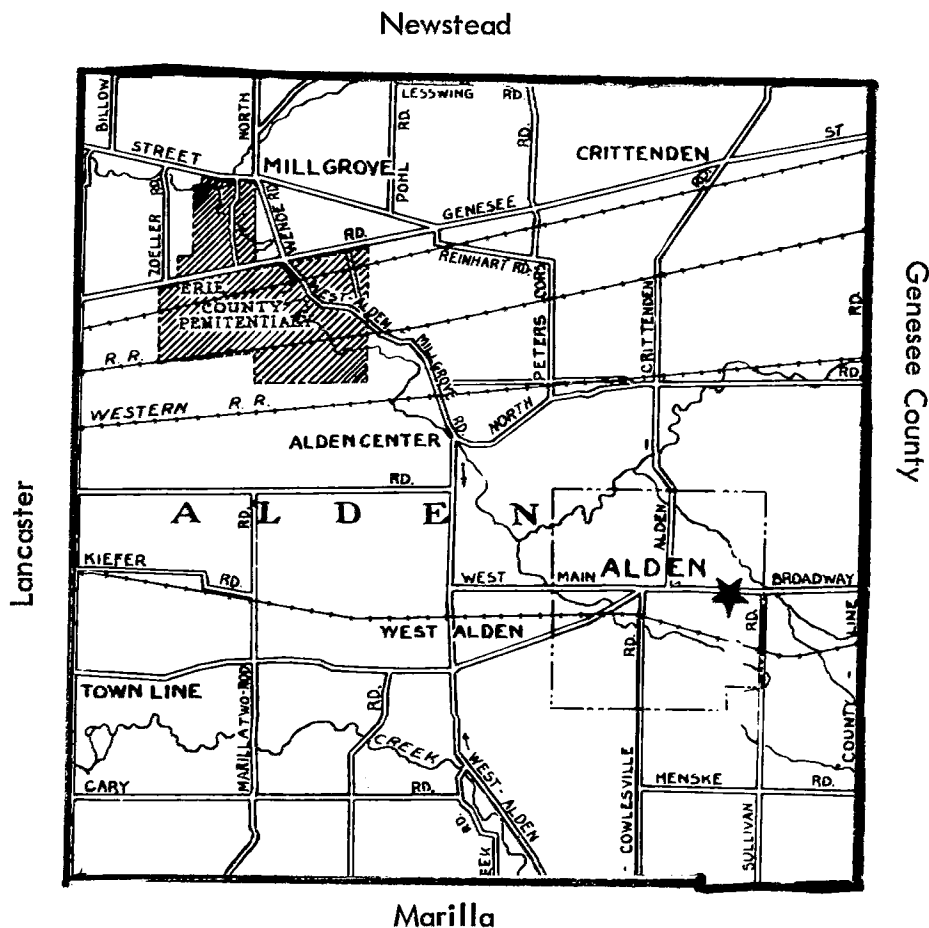 Newstead
BILLOW
NORTH
LESSWING RD.
RD.
RD.
STREET
MILLGROVE
POHL
CRITTENDEN
ST
RD.
ZOELLER
RD.
WENDE RD.
GENESEE
RD.
REINHART RD.
ERIE
COUNTY
PEMITENTIARY
WEST-ALDEN
MILLGROVE
RD.
PETERS
CORS
CRITTENDEN
RD.
Genesee County
R. R.
RD.
WESTERN R. R.
NORTH
ALDEN CENTER
RD.
Lancaster
A L D E N
RD.
ALDEN
KIEFER
RD.
WEST MAIN
ALDEN
BROADWAY
WEST ALDEN
RD.
RD.
LINE
TOWN LINE
MARILLA TWO-ROD
RD.
CREEK
COUNTY -
WEST-ALDEN
CARY
RD.
RD.
EEK
COWLESVILLE
HENSKE RD.
SULLIVAN
Marilla